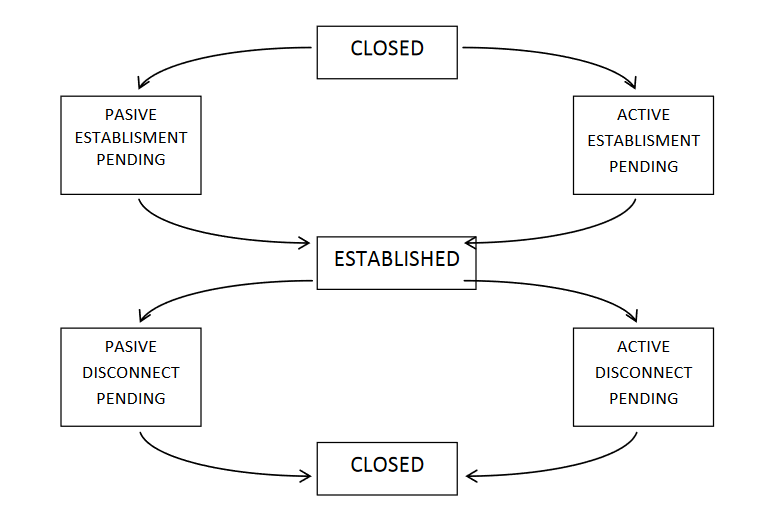 CLOSED
PASIVE
ESTABLISMENT
PENDING
ACTIVE
ESTABLISMENT
PENDING
ESTABLISHED
PASIVE
DISCONNECT
PENDING
ACTIVE
DISCONNECT
PENDING
CLOSED